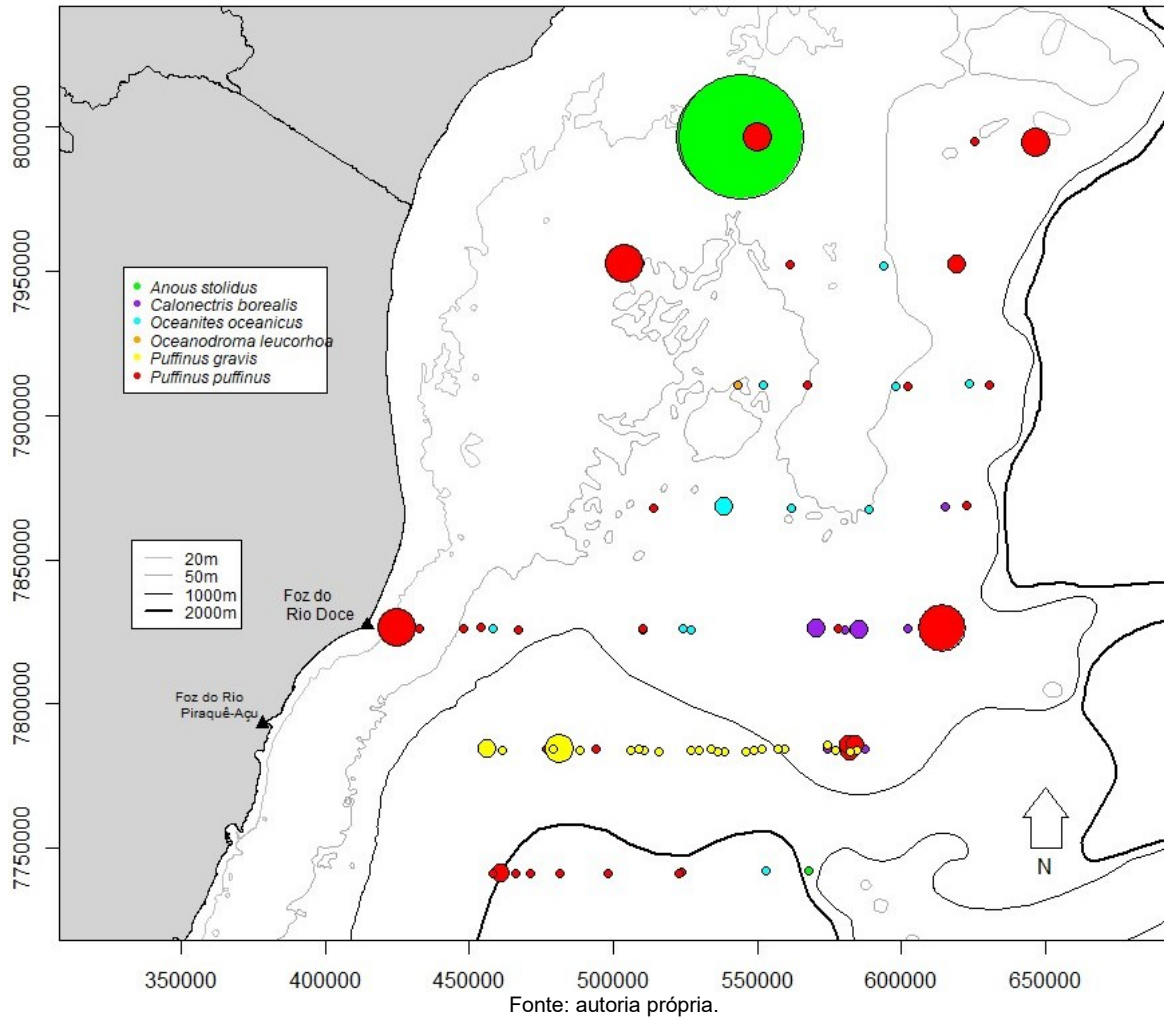 8000000
7950000
7900000
7850000
7800000
7750000
Anous stolidus
Calonectris borealis
Oceanites oceanicus
Oceanodroma leucorhoa
Puffinus gravis
Puffinus puffinus
20m
50m
1000m
2000m
Foz do
Rio Doce
Foz do Rio
Piraquê-Açu
N
350000 400000 450000 500000 550000 600000 650000
Fonte: autoria própria.